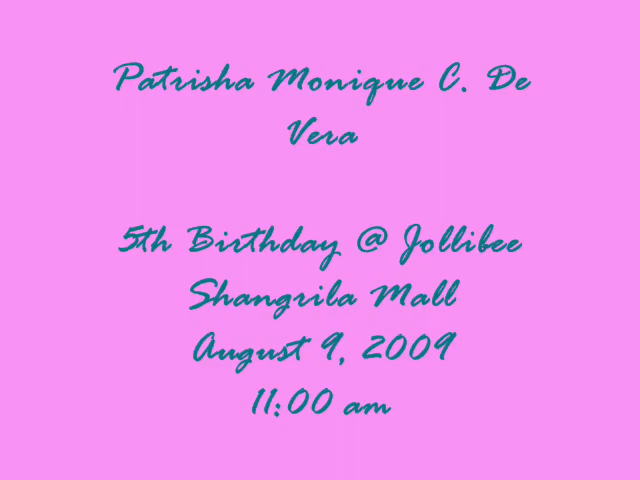 Patrisha Monique C. De
Vera
5th Birthday @ Jollibee
Shangrila Mall
August 9, 2009
11:00 am